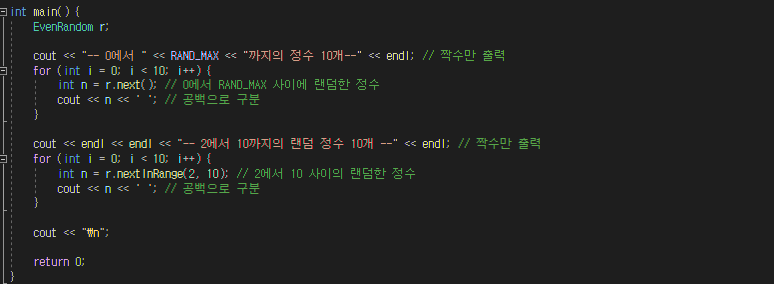 int main() {
    EvenRandom r;

    cout << "-- 0에서 " << RAND_MAX << "까지의 정수 10개--" << endl; // 짝수만 출력
    for (int i = 0; i < 10; i++) {
        int n = r.next(); // 0에서 RAND_MAX 사이에 랜덤한 정수
        cout << n << ' '; // 공백으로 구분
    }

    cout << endl << endl << "-- 2에서 10까지의 랜덤 정수 10개 --" << endl; // 짝수만 출력
    for (int i = 0; i < 10; i++) {
        int n = r.nextInRange(2, 10); // 2에서 10 사이의 랜덤한 정수
        cout << n << ' '; // 공백으로 구분
    }

    cout << "₩n";

    return 0;
}